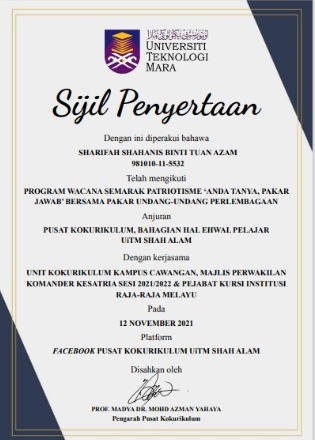 UNIVERSITI
TEKNOLOGI
MARA
Sijil Penyertaan
Dengan ini diperakui bahawa
SHARIFAH SHAHANIS BINTI TUAN AZAM
981010-11-5532
Telah mengikuti
PROGRAM WACANA SEMARAK PATRIOTISME ‘ANDA TANYA, PAKAR
JAWAB’ BERSAMA PAKAR UNDANG-UNDANG PERLEMBAGAAN
Anjuran
PUSAT KOKURIKULUM, BAHAGIAN HAL EHWAL PELAJAR
UiTM SHAH ALAM
Dengan kerjasama
UNIT KOKURIKULUM KAMPUS CAWANGAN, MAJLIS PERWAKILAN
KOMANDER KESATRIA SESI 2021/2022 & PEJABAT KURSI INSTITUSI
RAJA-RAJA MELAYU
Pada
12 NOVEMBER 2021
Platform
FACEBOOK PUSAT KOKURIKULUM UiTM SHAH ALAM
Disahkan oleh
PROF. MADYA DR. MOHD AZMAN YAHAYA
Pengarah Pusat Kokurikulum